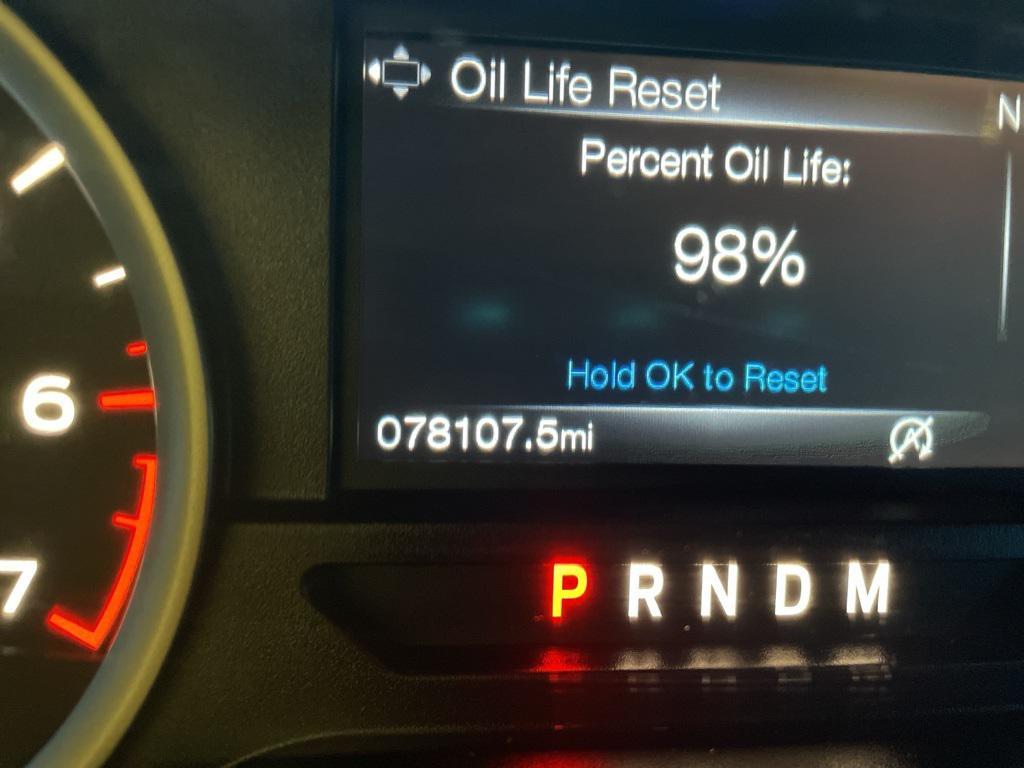 Oil Life Reset
N
Percent Oil Life:
98%
Hold OK to Reset
078107.5mi
6
7
P R N D M